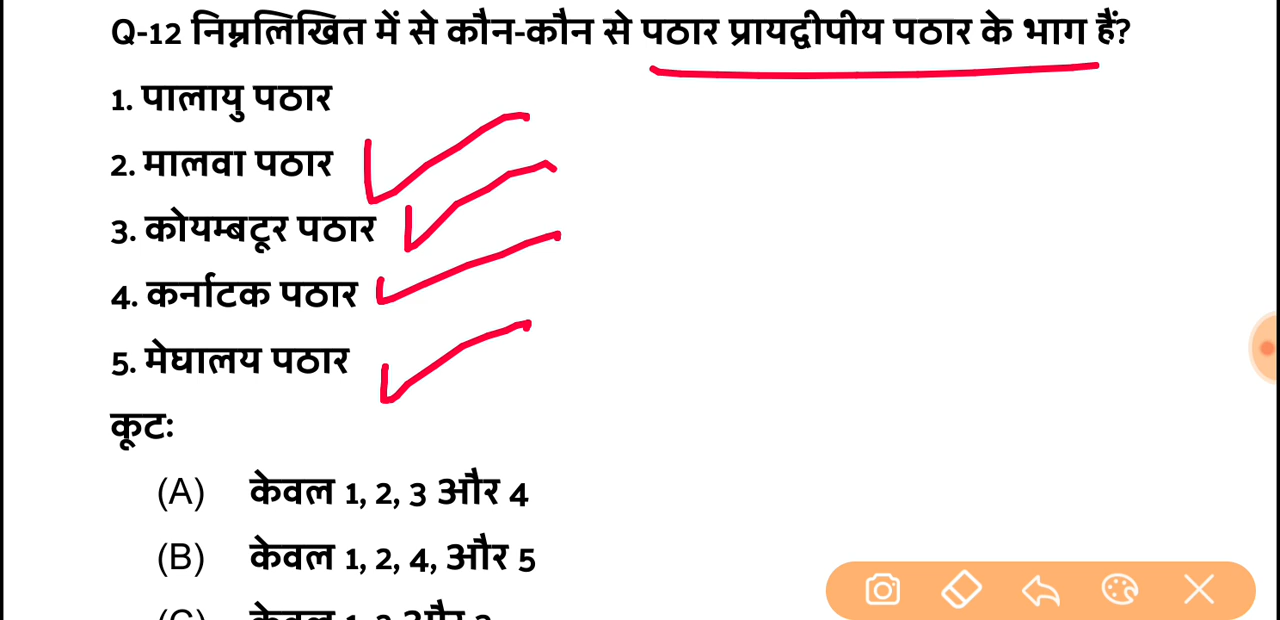 Q-12 निम्नलिखित में से कौन-कौन से पठार प्रायद्वीपीय पठार के भाग हैं?
1. पालायु पठार
2. मालवा पठार
3. कोयम्बटूर पठार
4. कर्नाटक पठार
5. मेघालय पठार
कूटः
(A) केवल 1, 2, 3 और 4
(B) केवल 1, 2, 4, और 5